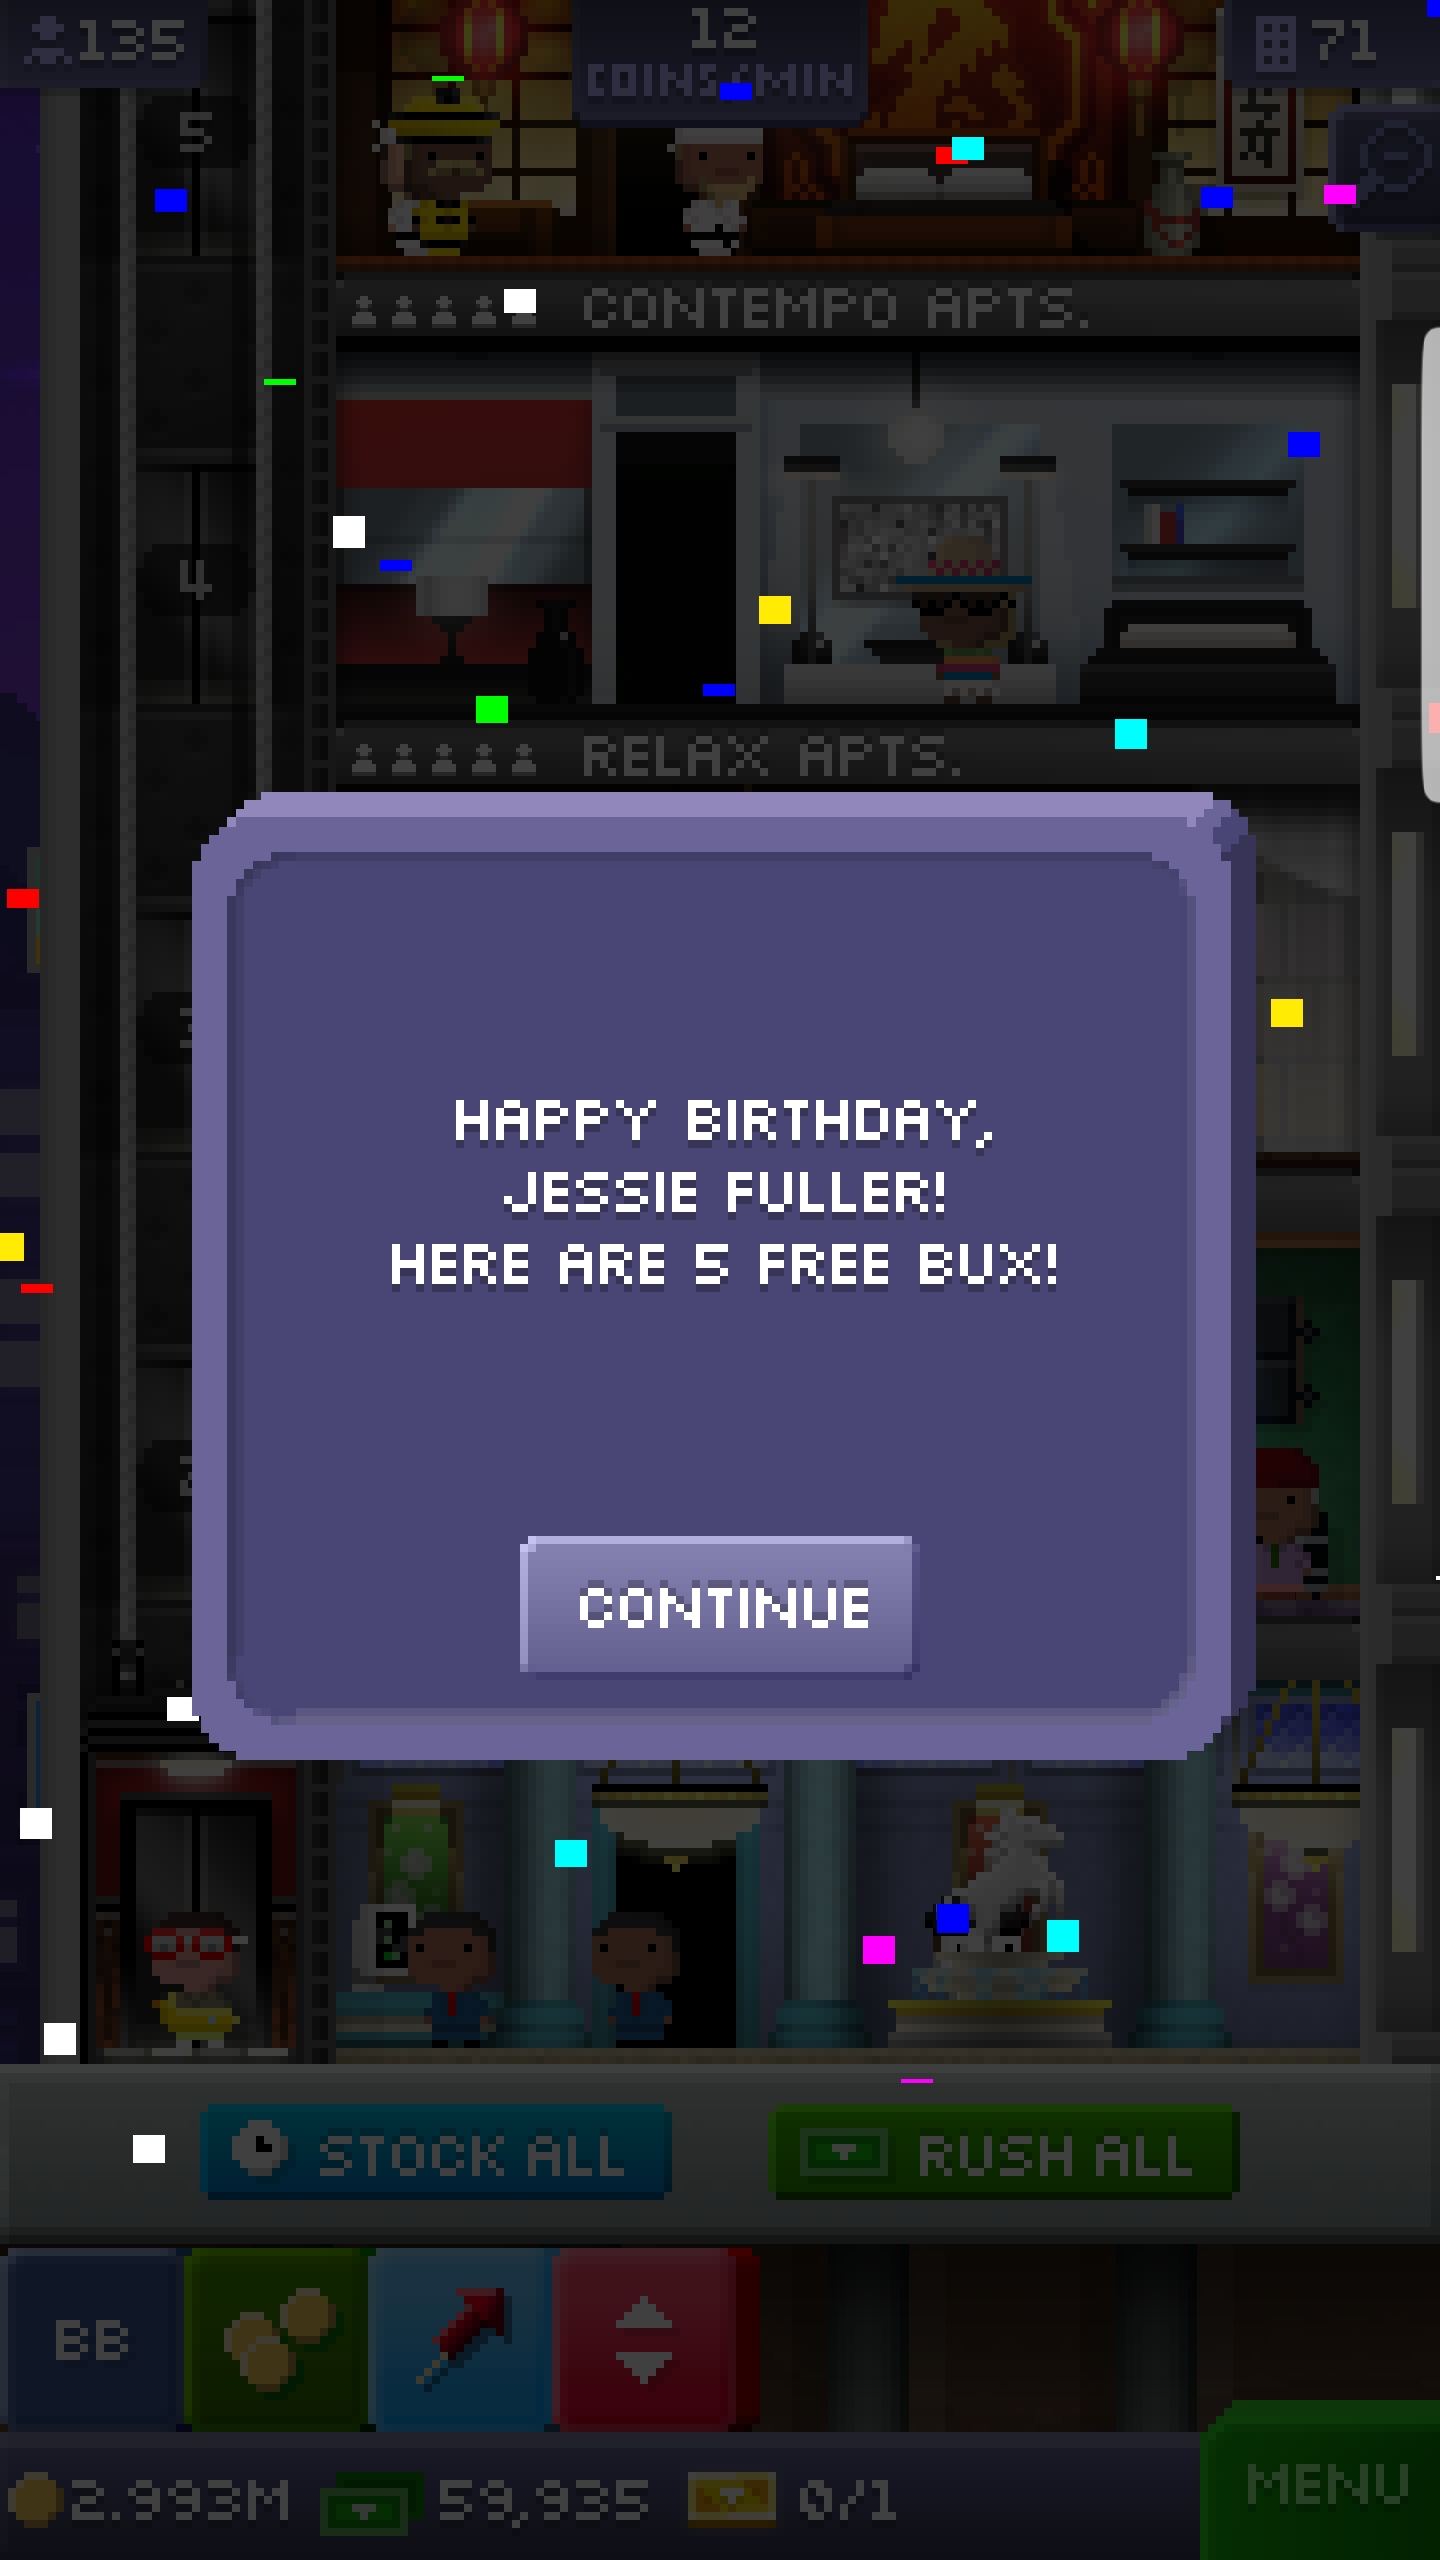 135
12
COINS/MIN
71
5
CONTEMPO APTS.
4
RELAX APTS.
HAPPY BIRTHDAY,
JESSIE FULLER!
HERE ARE 5 FREE BUX!
CONTINUE
STOCK ALL
RUSH ALL
BB
2.993M
59,935
0/1
MENU